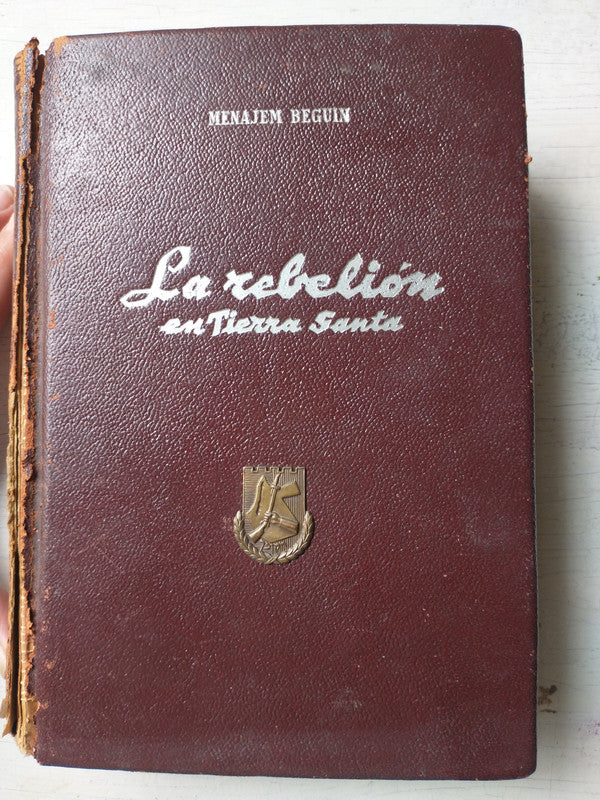 MENAJEM BEGUIN
La rebelión
en Tierra Santa